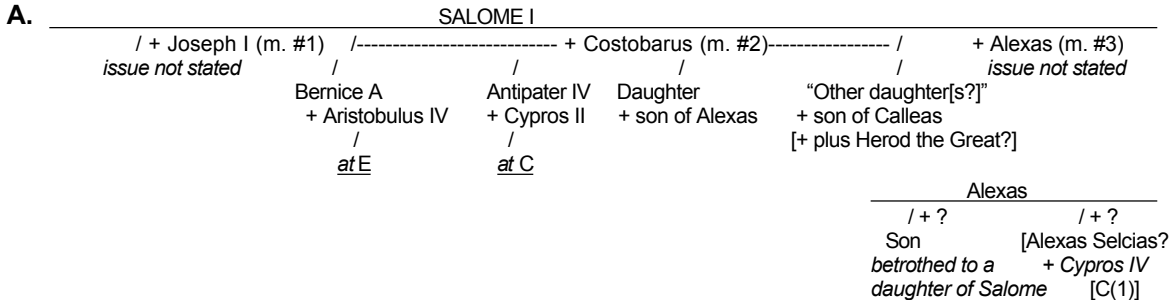 A. SALOME I
/ + Joseph I (m. #1) /--------------------------- + Costobarus (m. #2)---------------- / + Alexas (m. #3)
issue not stated / / / / issue not stated
Bernice A Antipater IV Daughter “Other daughter[s?]”
+ Aristobulus IV + Cypros II + son of Alexas + son of Calleas
/ / [+ plus Herod the Great?]
at E at C
Alexas
/ + ? / + ?
Son [Alexas Selcias?
betrothed to a + Cypros IV
daughter of Salome [C(1)]